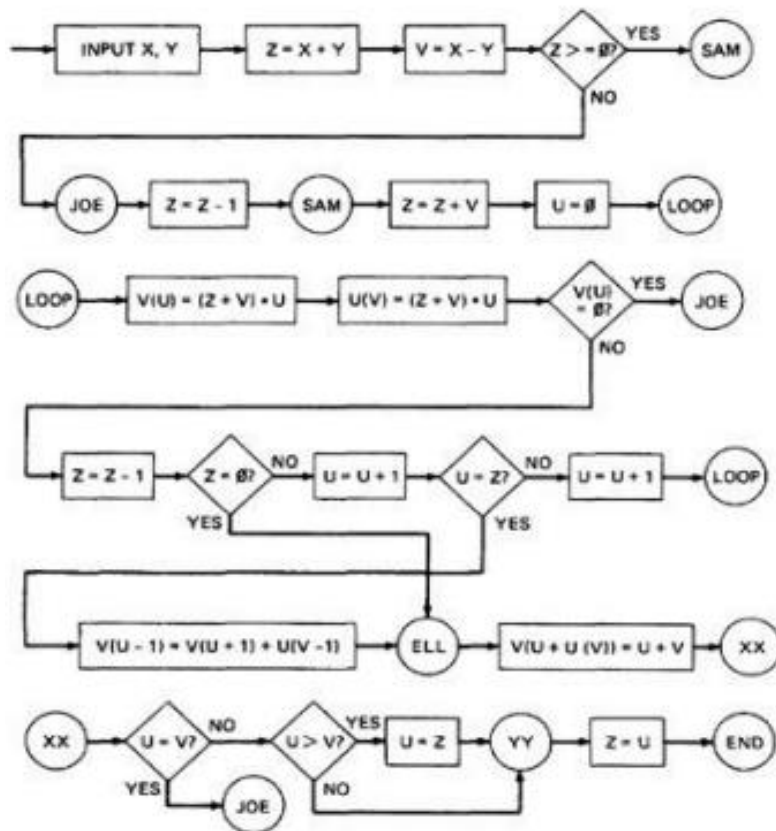 INPUT X, Y
Z = X + Y
V = X - Y
Z > = Ø?
YES
SAM
NO
JOE
Z = Z - 1
SAM
Z = Z + V
U = Ø
LOOP
LOOP
V(U) = (Z + V) • U
U(V) = (Z + V) • U
V(U)
= Ø?
YES
JOE
NO
Z = Z - 1
Z = Ø?
NO
U = U + 1
U = Z?
NO
U = U + 1
LOOP
YES
YES
V(U - 1) = V(U + 1) + U(V - 1)
ELL
V(U + U (V)) = U + V
XX
XX
U = V?
NO
U > V?
YES
U = Z
YY
Z = U
END
YES
JOE
NO